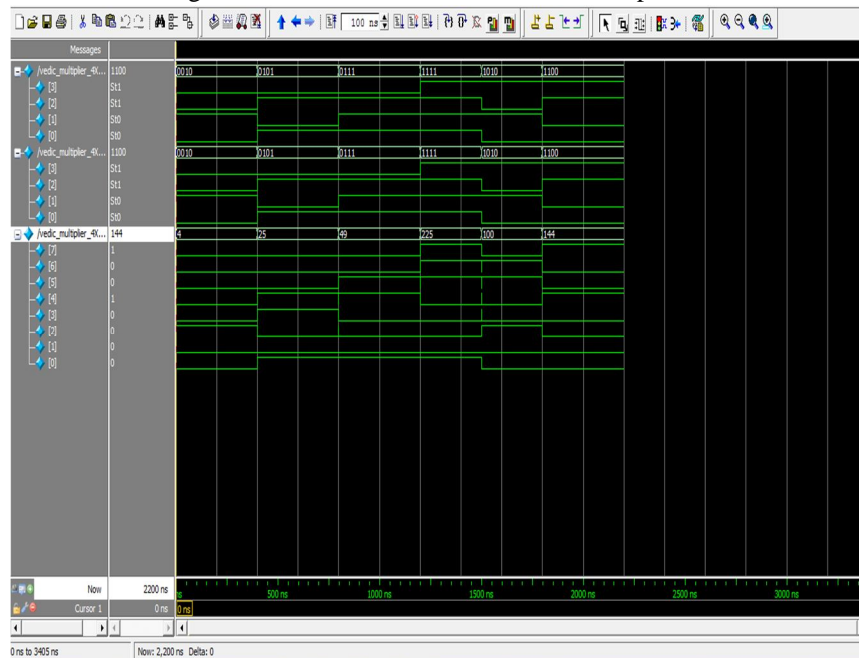 100 ns
Messages
/vedic_multiplier_4X... 1100 0010 0101 0111 1111 1010 1100
[3] St1
[2] St1
[1] St0
[0] St0
/vedic_multiplier_4X... 1100 0010 0101 0111 1111 1010 1100
[3] St1
[2] St1
[1] St0
[0] St0
/vedic_multiplier_4X... 144 4 25 49 225 100 144
[7] 1
[6] 0
[5] 0
[4] 1
[3] 0
[2] 0
[1] 0
[0] 0
Now 2200 ns ns 500 ns 1000 ns 1500 ns 2000 ns 2500 ns 3000 ns
Cursor 1 0 ns 0 ns
0 ns to 3405 ns Now: 2,200 ns Delta: 0